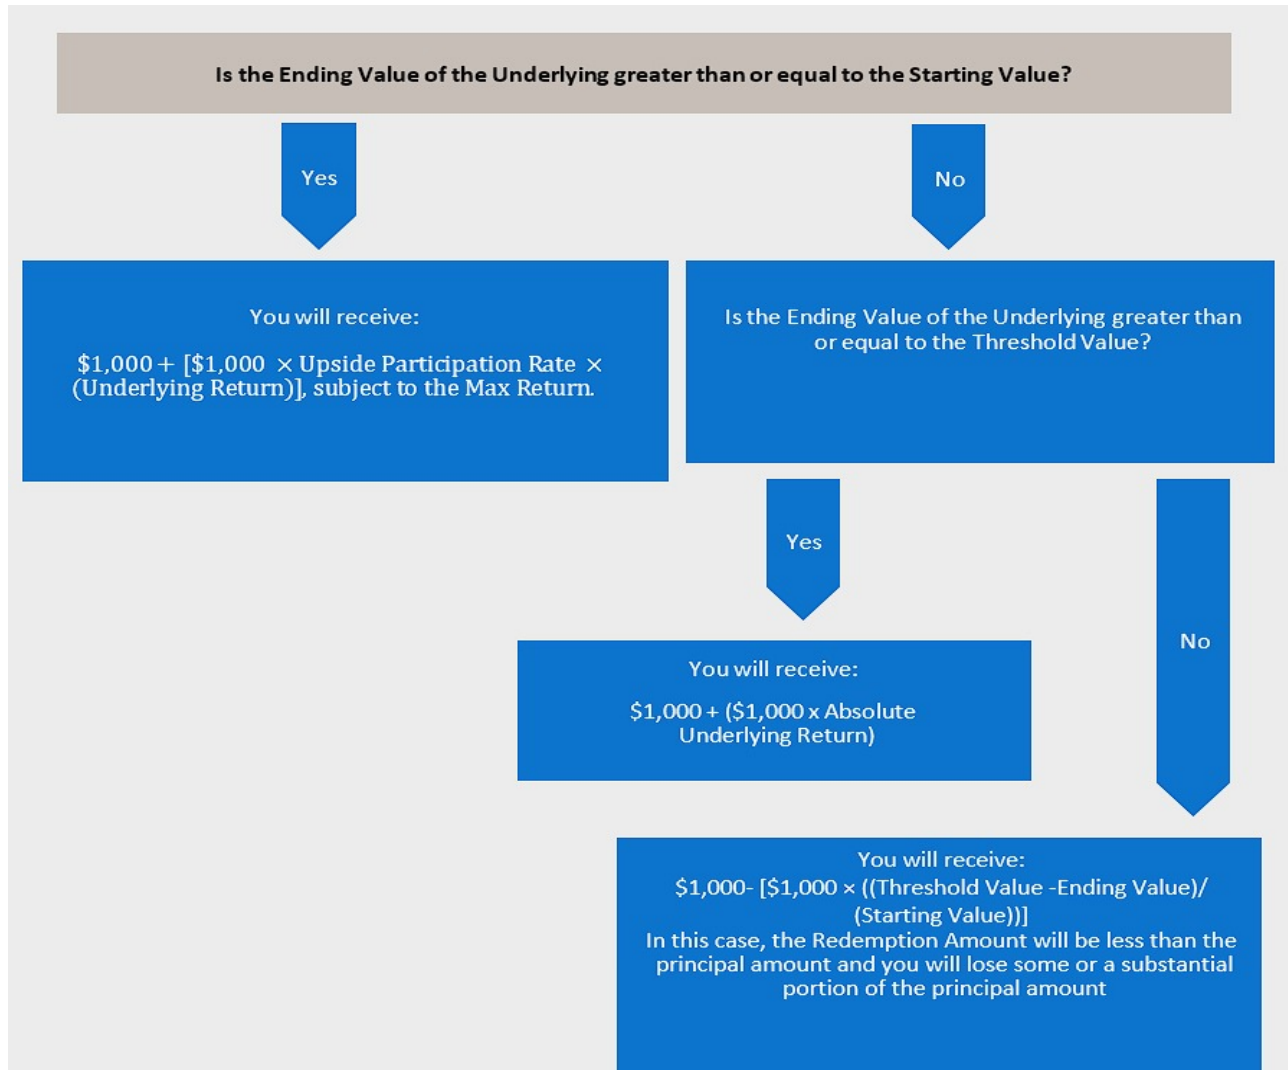 Is the Ending Value of the Underlying greater than or equal to the Starting Value?
Yes
No
You will receive:
$1,000 + [$1,000 × Upside Participation Rate ×
(Underlying Return)], subject to the Max Return.
Is the Ending Value of the Underlying greater than
or equal to the Threshold Value?
Yes
No
You will receive:
$1,000 + ($1,000 x Absolute
Underlying Return)
You will receive:
$1,000- [$1,000 × ((Threshold Value -Ending Value)/
(Starting Value))]
In this case, the Redemption Amount will be less than the
principal amount and you will lose some or a substantial
portion of the principal amount